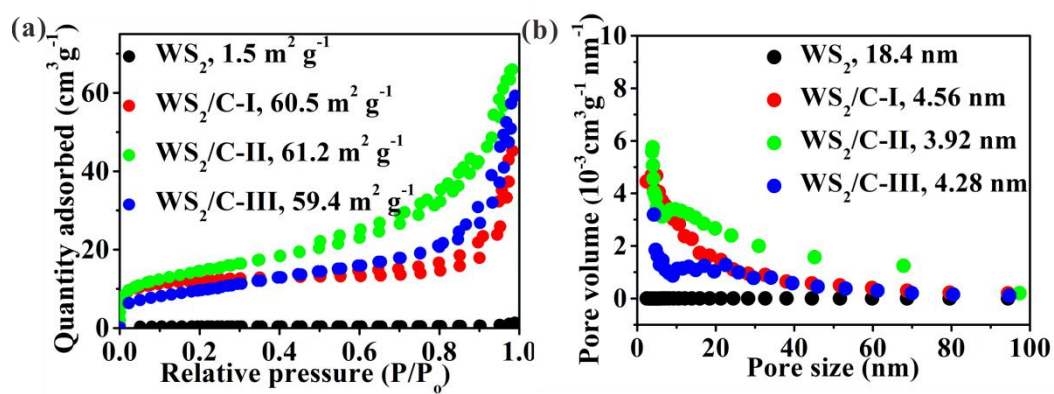 (a)
WS₂, 1.5 m² g⁻¹
WS₂/C-I, 60.5 m² g⁻¹
WS₂/C-II, 61.2 m² g⁻¹
WS₂/C-III, 59.4 m² g⁻¹
Quantity adsorbed (cm³g⁻¹)
60
40
20
0
0.0 0.2 0.4 0.6 0.8 1.0
Relative pressure (P/Pₒ)
(b)
WS₂, 18.4 nm
WS₂/C-I, 4.56 nm
WS₂/C-II, 3.92 nm
WS₂/C-III, 4.28 nm
Pore volume (10⁻³cm³g⁻¹ nm⁻¹)
10
8
6
4
2
0
0 20 40 60 80 100
Pore size (nm)